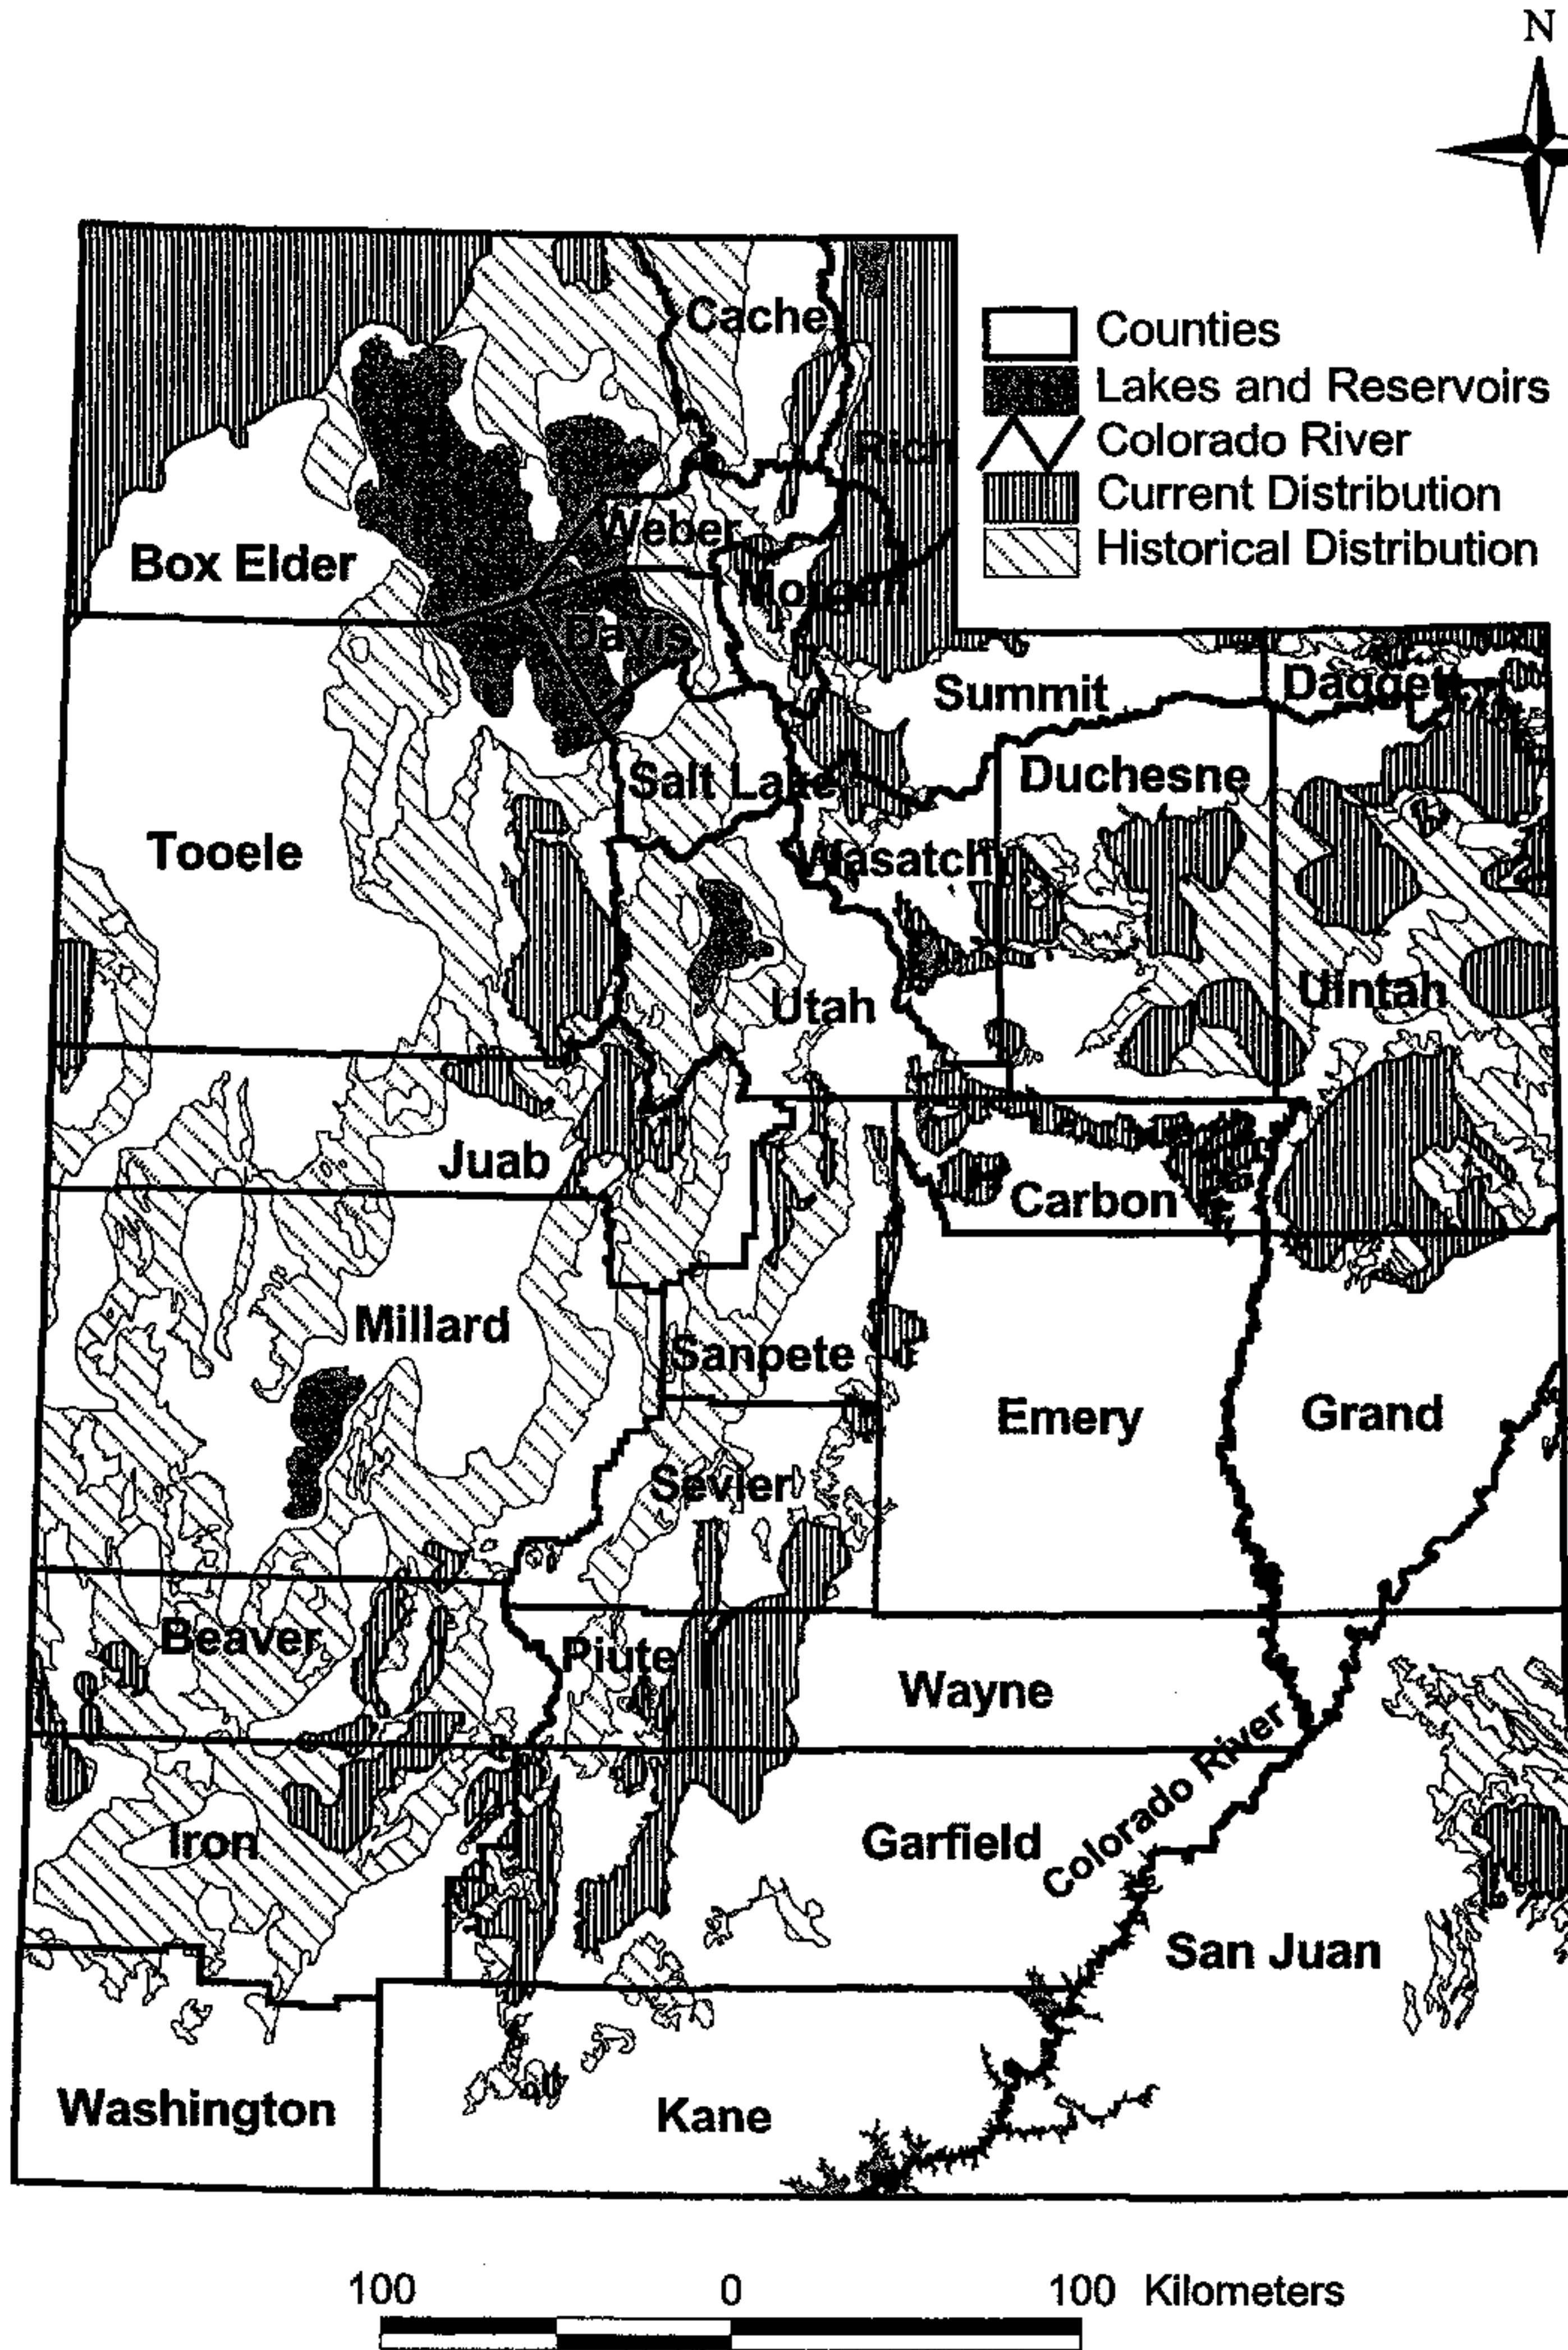 N
Counties
Lakes and Reservoirs
Colorado River
Current Distribution
Historical Distribution
Cache
Rich
Weber
Box Elder
Morgan
Davis
Summit
Dagget
Salt Lake
Duchesne
Tooele
Wasatch
Uintah
Utah
Juab
Carbon
Millard
Sanpete
Emery
Grand
Sevier
Beaver
Piute
Wayne
Colorado River
Iron
Garfield
San Juan
Washington
Kane
100 0 100 Kilometers